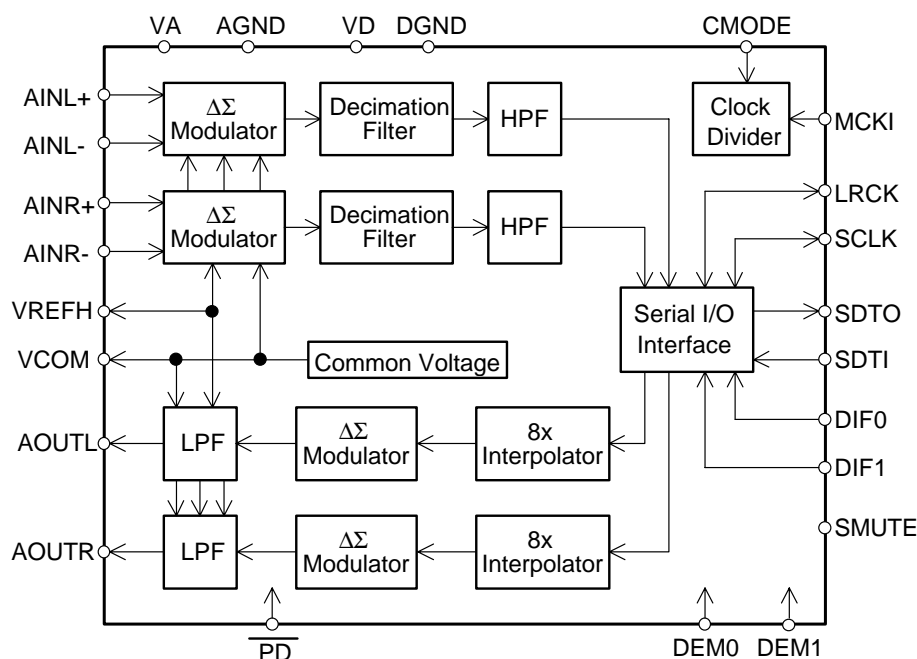 VA AGND VD DGND CMODE
AINL+
AINL-
AINR+
AINR-
VREFH
VCOM
AOUTL
AOUTR
ΔΣ
Modulator
Decimation
Filter
HPF
Clock
Divider
ΔΣ
Modulator
Decimation
Filter
HPF
Serial I/O
Interface
Common Voltage
LPF
ΔΣ
Modulator
8x
Interpolator
LPF
ΔΣ
Modulator
8x
Interpolator
MCKI
LRCK
SCLK
SDTO
SDTI
DIF0
DIF1
SMUTE
PD DEM0 DEM1